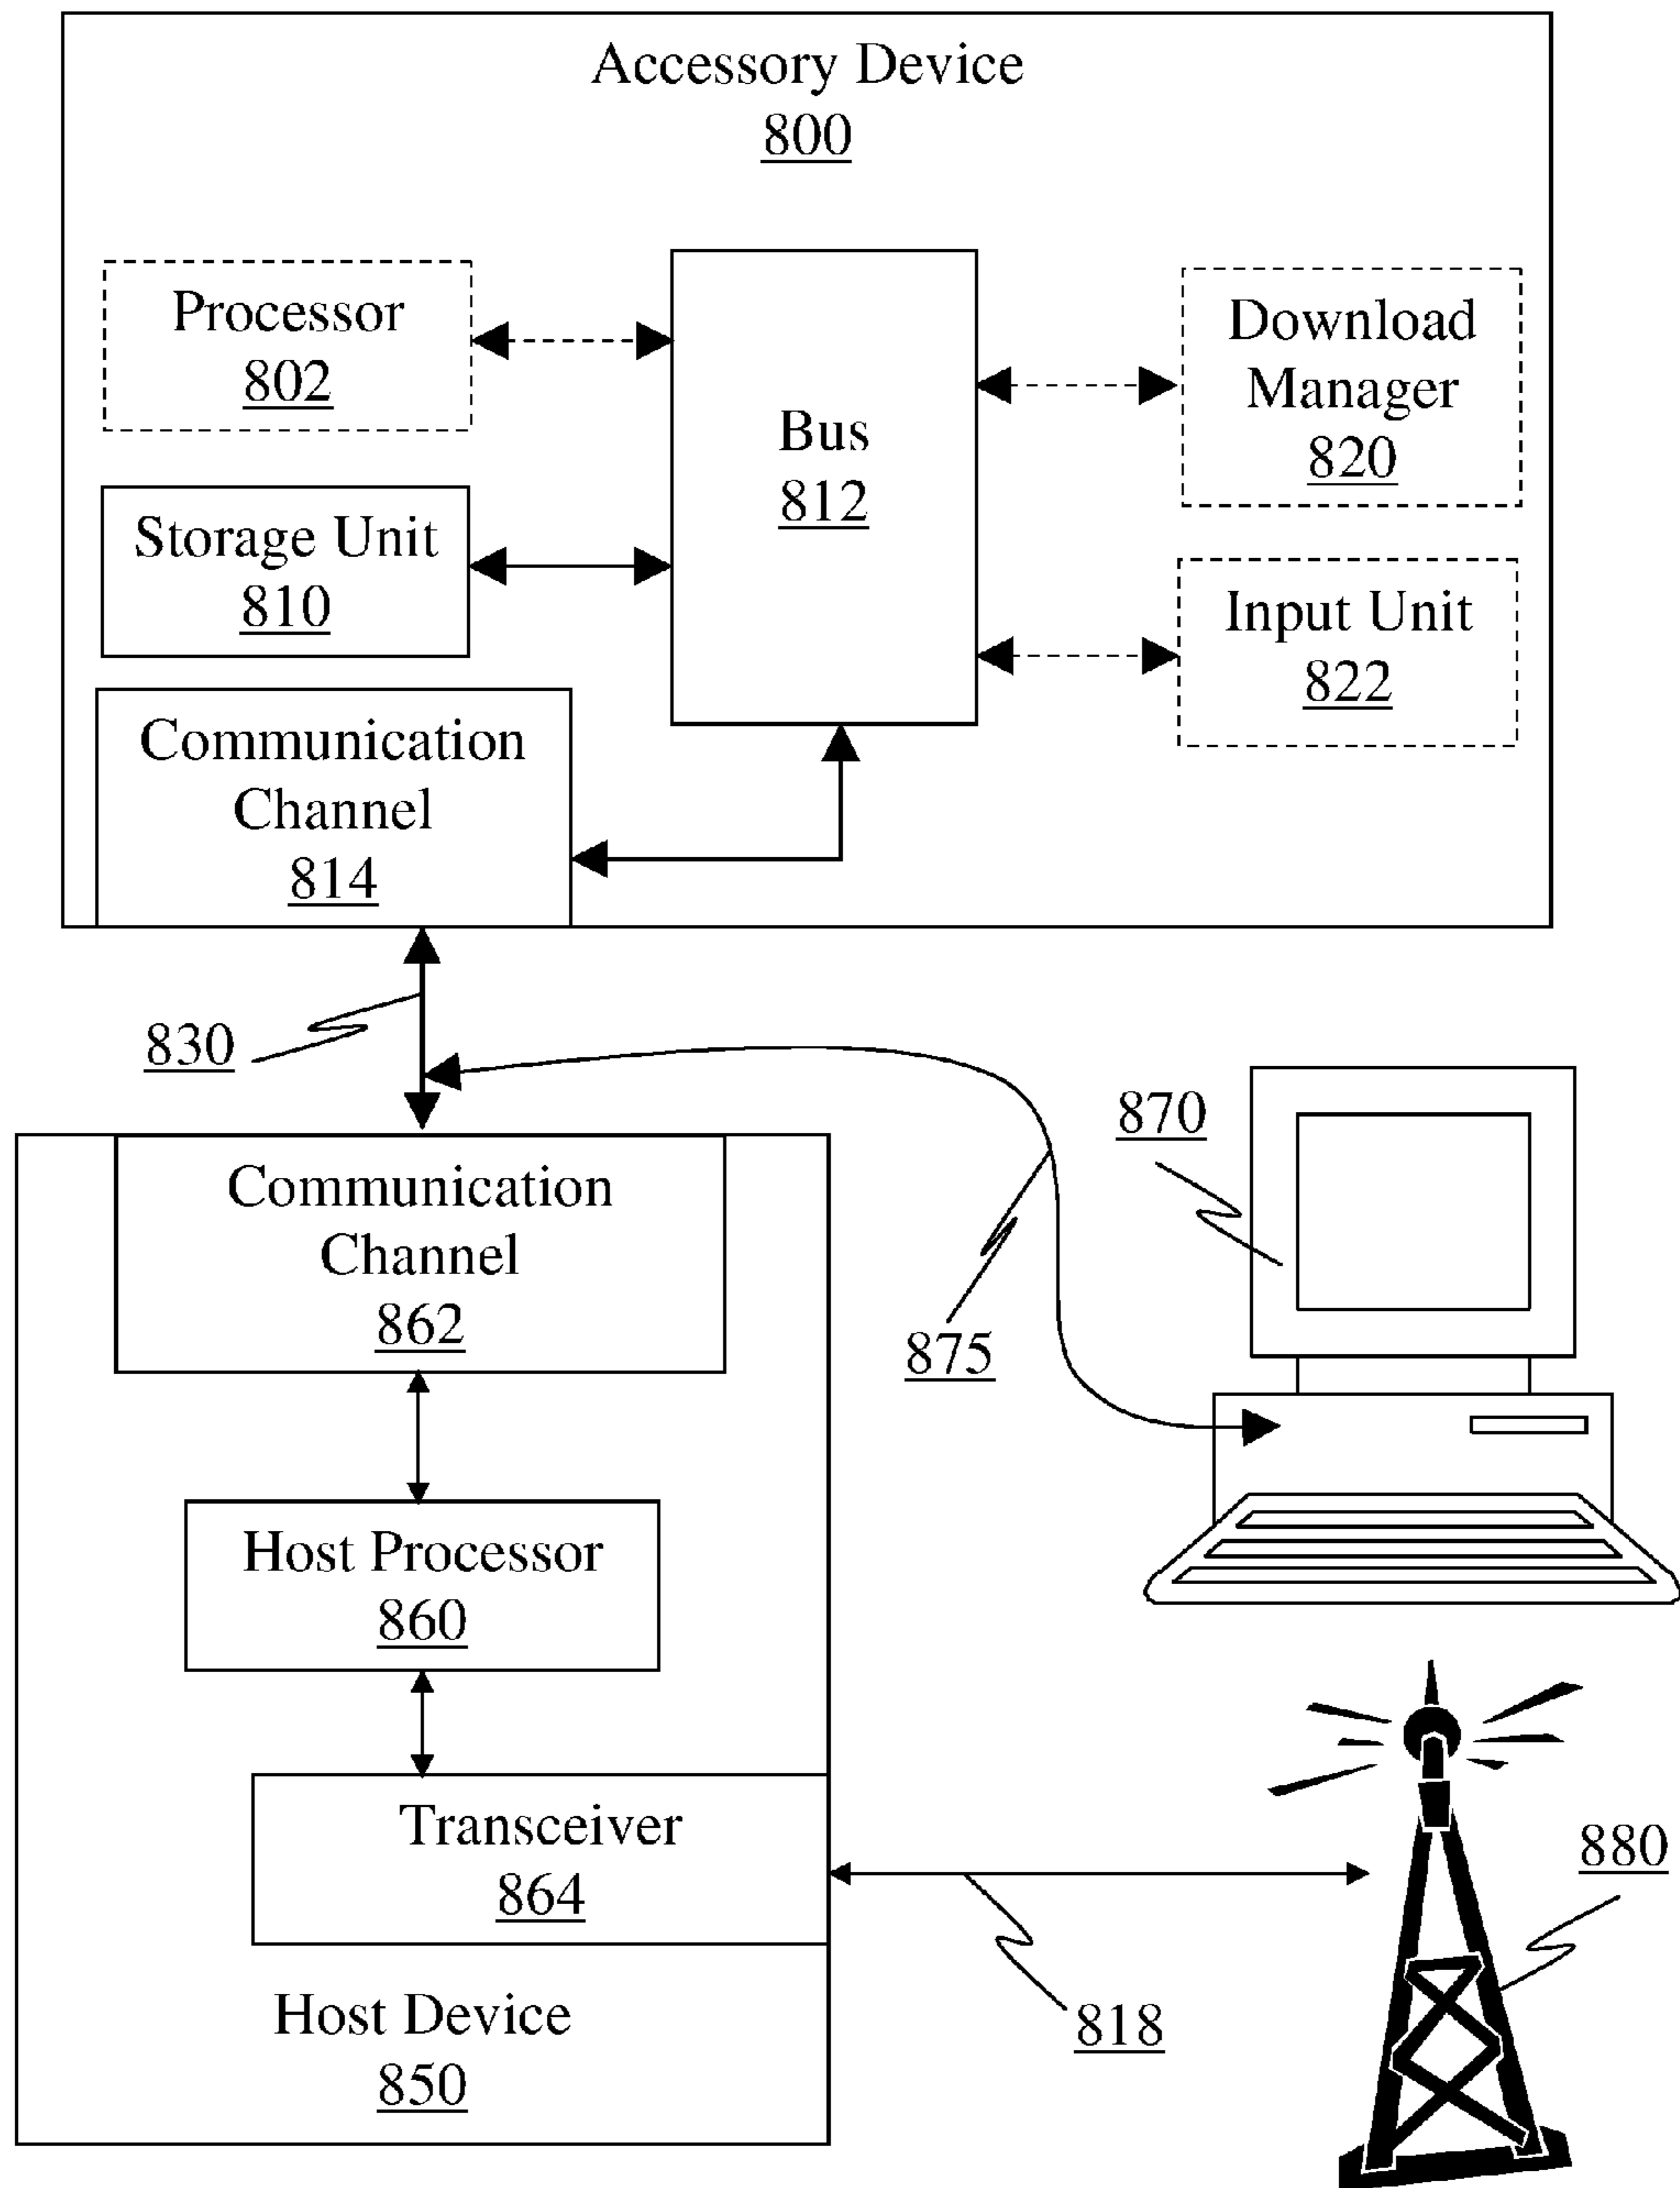 Accessory Device
800
Processor
802
Bus
812
Download
Manager
820
Storage Unit
810
Input Unit
822
Communication
Channel
814
830
870
Communication
Channel
862
875
Host Processor
860
Transceiver
864
880
818
Host Device
850